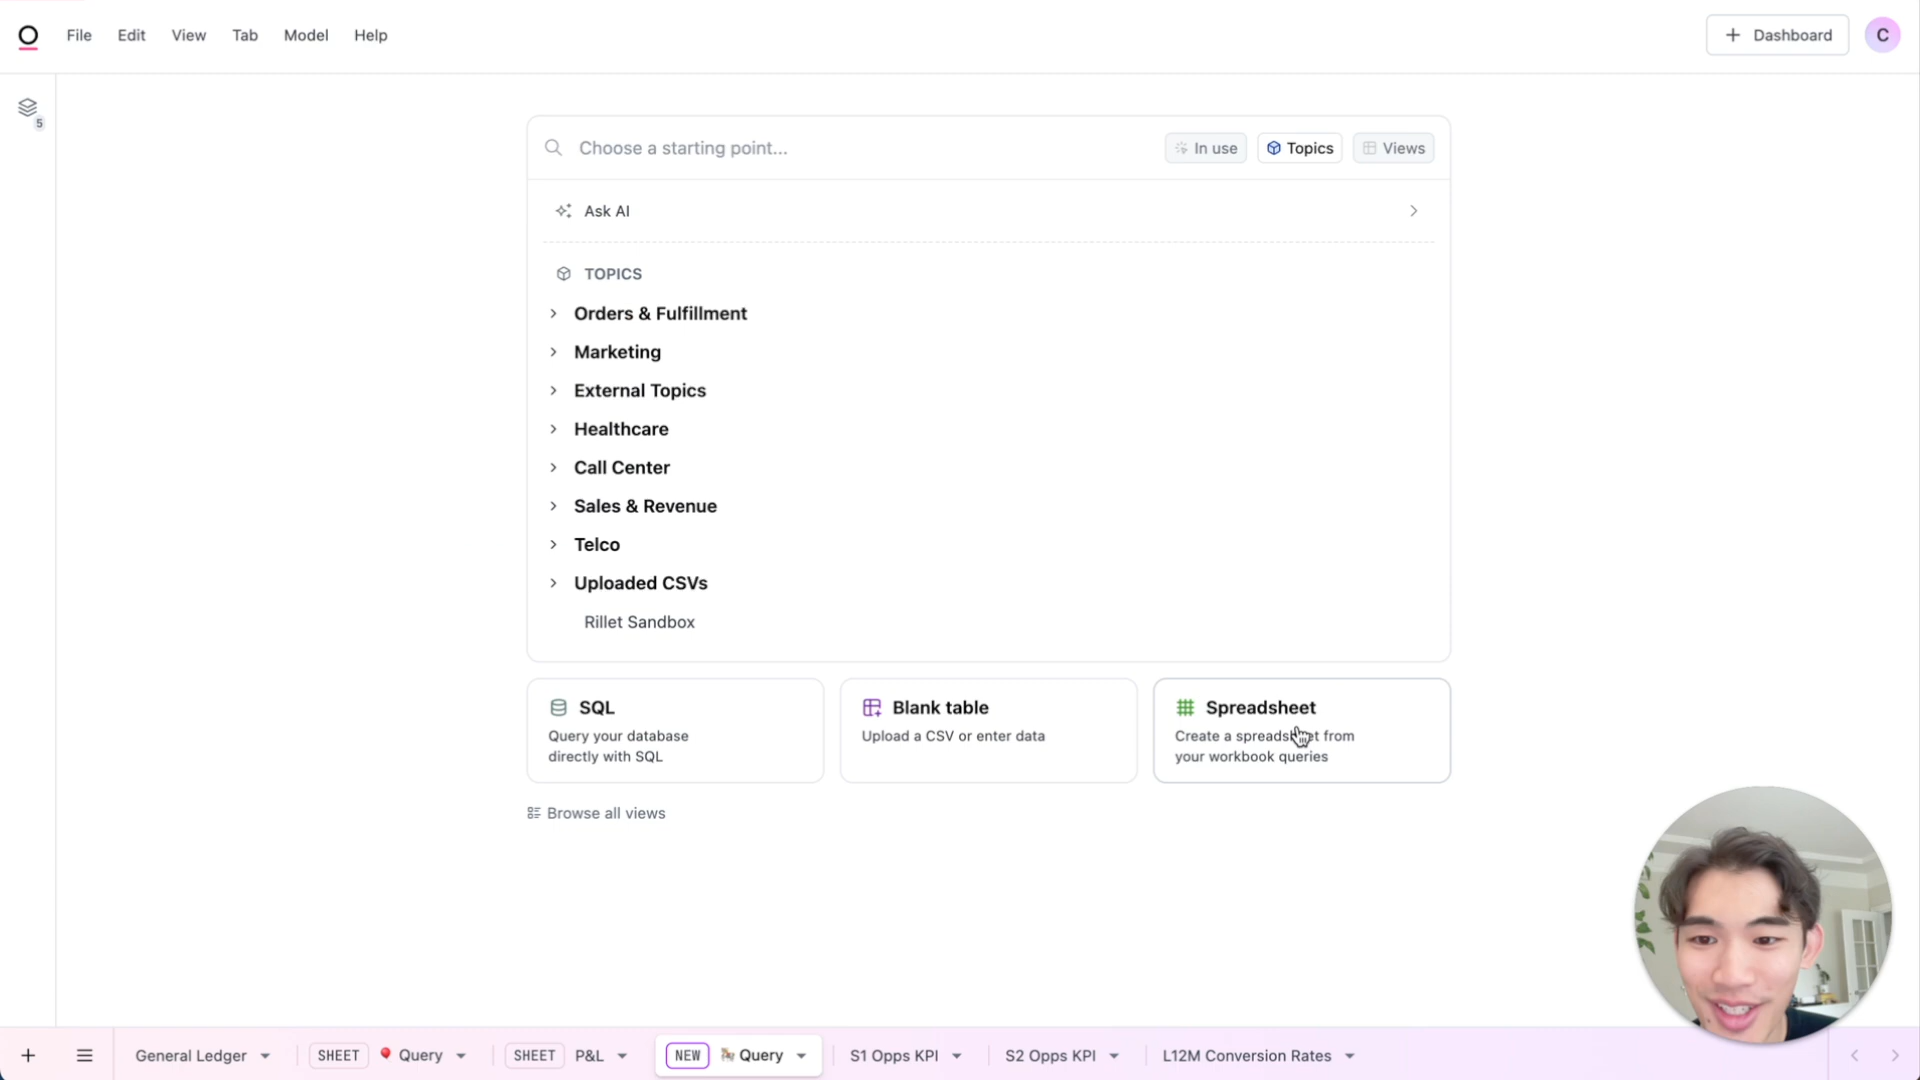 File Edit View Tab Model Help
+ Dashboard C
5
Choose a starting point... In use Topics Views
Ask AI
TOPICS
Orders & Fulfillment
Marketing
External Topics
Healthcare
Call Center
Sales & Revenue
Telco
Uploaded CSVs
Rillet Sandbox
SQL
Query your database
directly with SQL
Blank table
Upload a CSV or enter data
Spreadsheet
Create a spreadsheet from
your workbook queries
Browse all views
General Ledger SHEET Query SHEET P&L NEW Query S1 Opps KPI S2 Opps KPI L12M Conversion Rates